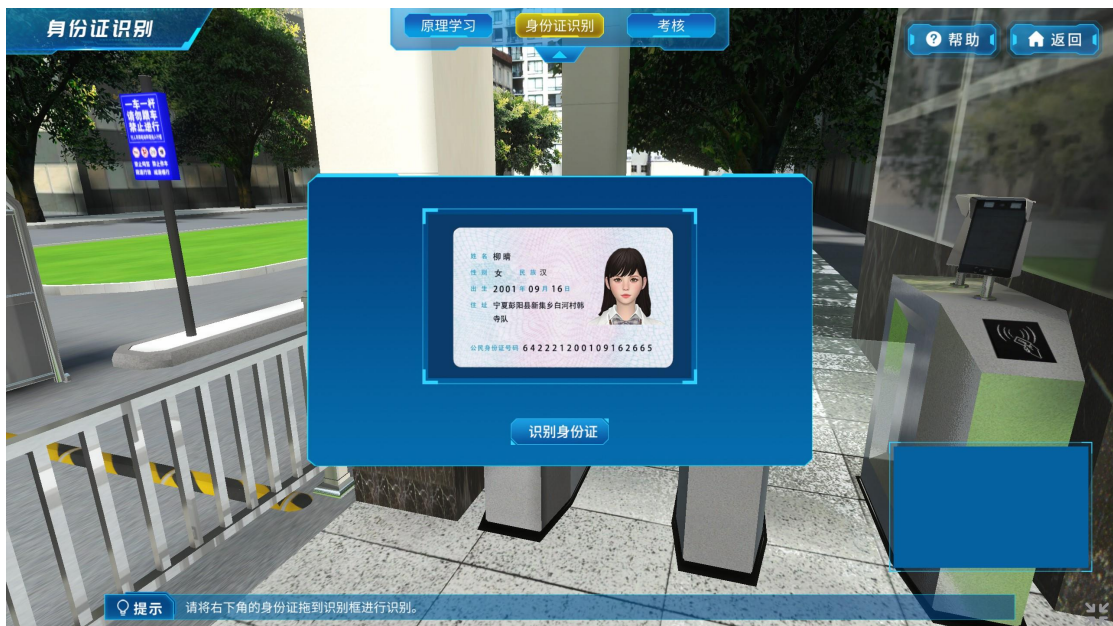 身份证识别
原理学习
身份证识别
考核
帮助
返回
一车一杆
请勿跟车
禁止进行
姓名 柳晴
性别 女 民族 汉
出生 2001 年 09 月 16 日
住址 宁夏彭阳县新集乡白河村韩
寺队
公民身份证号码 642221200109162665
识别身份证
提示
请将右下角的身份证拖到识别框进行识别。